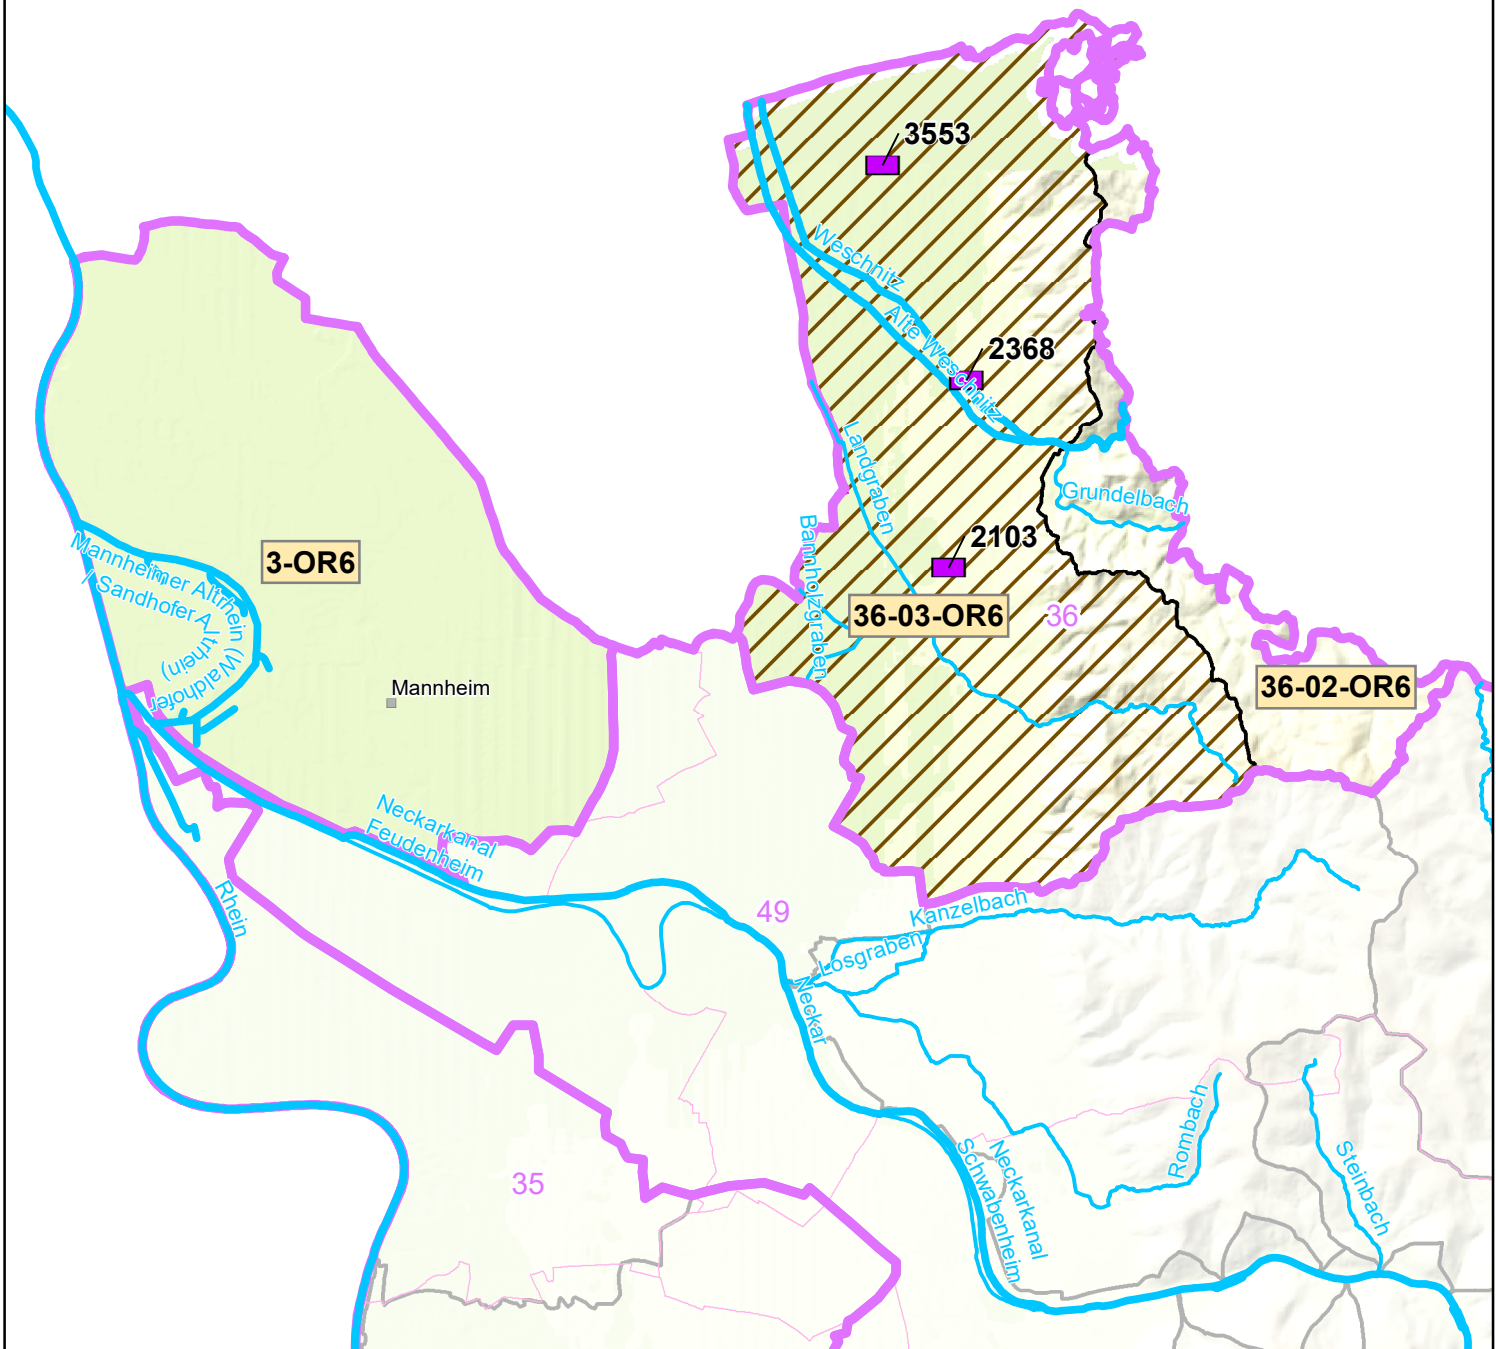 3553
Weschnitz
Alte Weschnitz
2368
Landgraben
Grundelbach
Bannholzgraben
2103
3-OR6
Mannheimer Altrhein (Waldhofer
/ Sandhofer A
trhein)
36-03-OR6
36
36-02-OR6
Mannheim
Neckarkanal
Feudenheim
Rhein
49
Kanzelbach
Losgraben
Neckar
35
Neckarkanal
Schwabenheim
Rombach
Steinbach